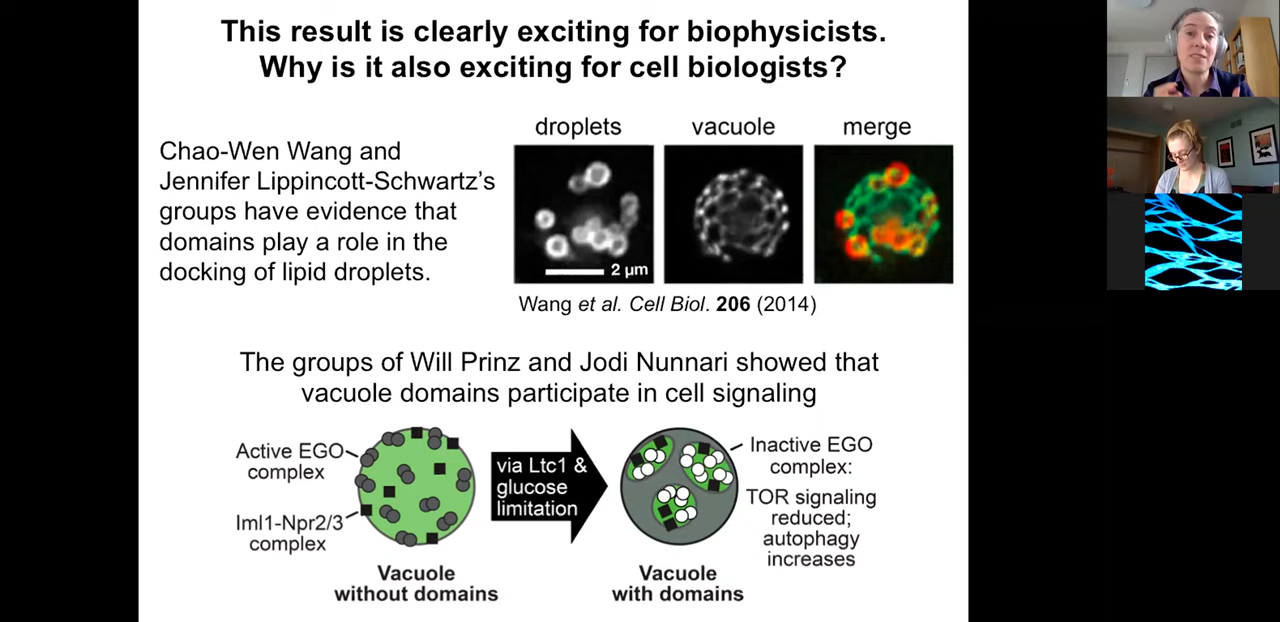 This result is clearly exciting for biophysicists.
Why is it also exciting for cell biologists?
Chao-Wen Wang and
Jennifer Lippincott-Schwartz's
groups have evidence that
domains play a role in the
docking of lipid droplets.
droplets
vacuole
merge
2 μm
Wang et al. Cell Biol. 206 (2014)
The groups of Will Prinz and Jodi Nunnari showed that
vacuole domains participate in cell signaling
Active EGO
complex
Iml1-Npr2/3
complex
Vacuole
without domains
via Ltc1 &
glucose
limitation
Inactive EGO
complex:
TOR signaling
reduced;
autophagy
increases
Vacuole
with domains